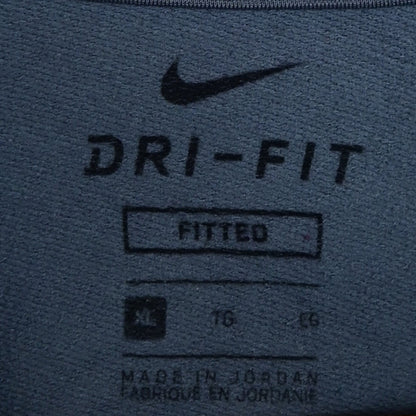 DRI-FIT
FITTED
XL TG EG
MADE IN JORDAN
FABRIQUÉ EN JORDANIE